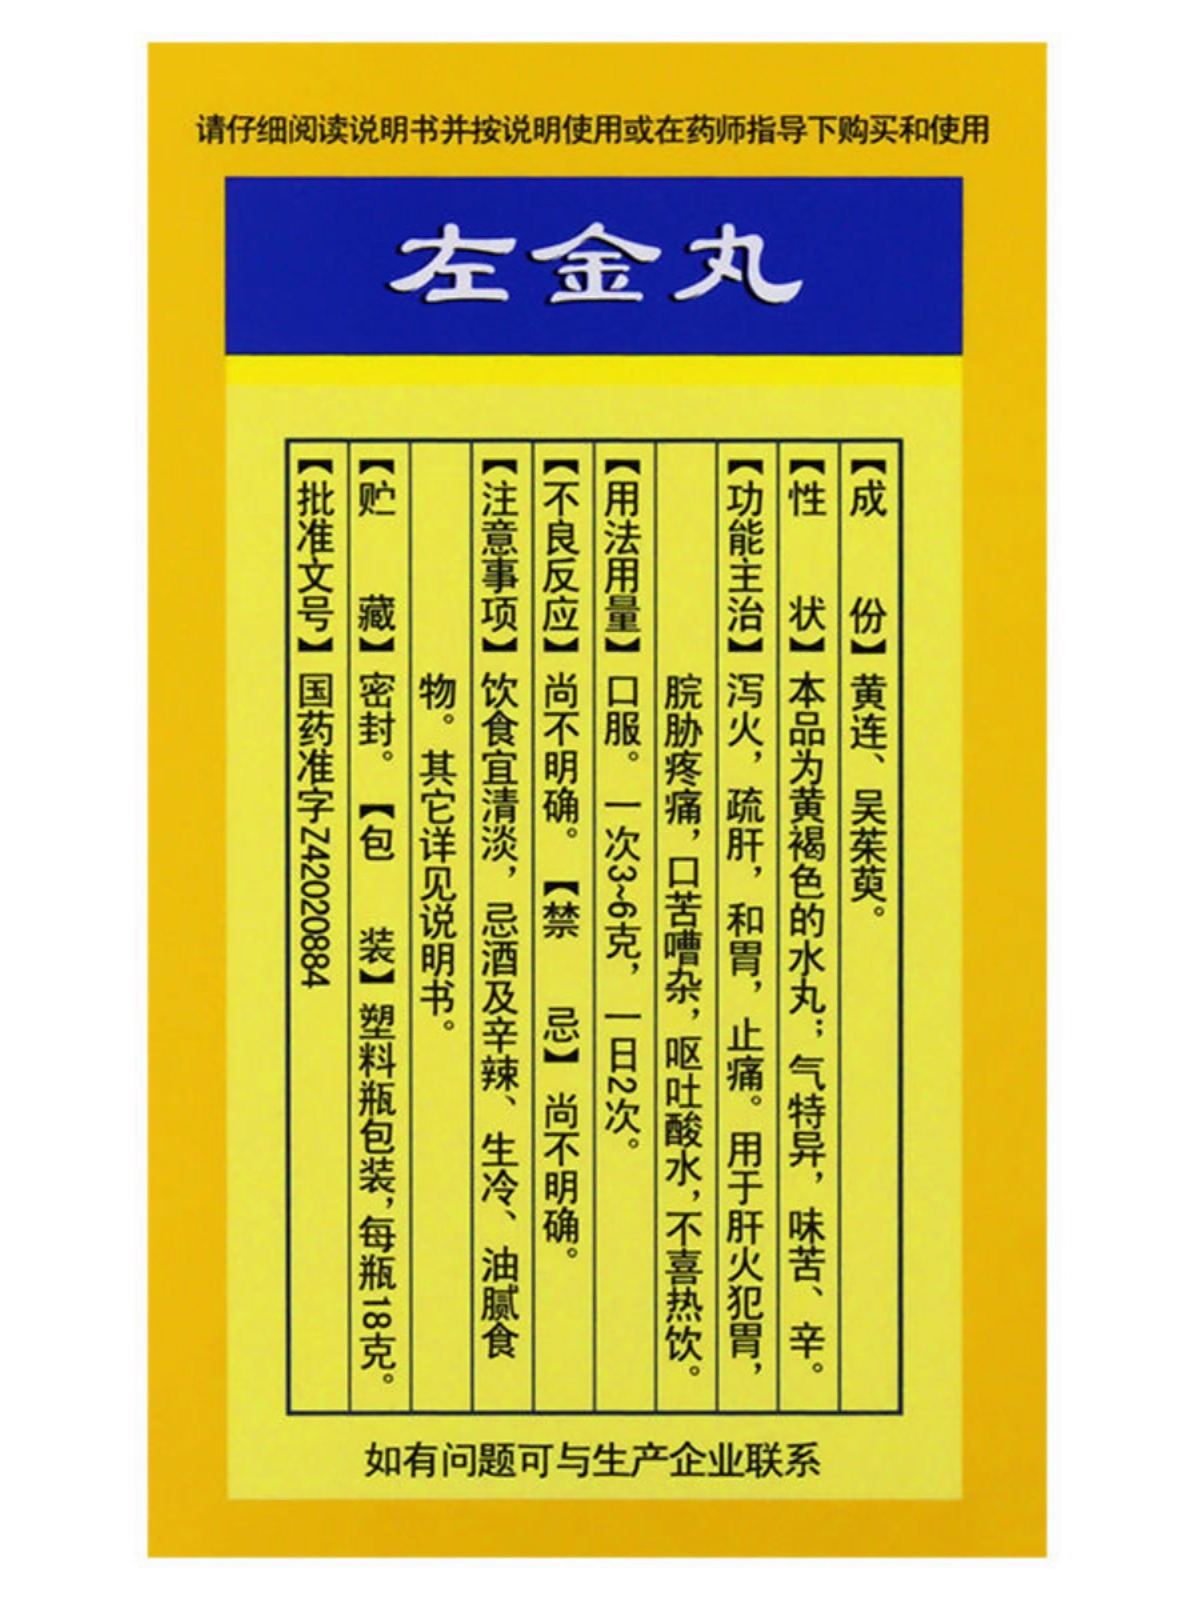 请仔细阅读说明书并按说明使用或在药师指导下购买和使用
左金丸
【成 份】黄连、吴茱萸。
【性 状】本品为黄褐色的水丸；气特异，味苦、辛。
【功能主治】泻火，疏肝，和胃，止痛。用于肝火犯胃，
脘胁疼痛，口苦嘈杂，呕吐酸水，不喜热饮。
【用法用量】口服。一次3~6克，一日2次。
【不良反应】尚不明确。【禁 忌】尚不明确。
【注意事项】饮食宜清淡，忌酒及辛辣、生冷、油腻食
物。其它详见说明书。
【贮 藏】密封。【包 装】塑料瓶包装，每瓶18克。
【批准文号】国药准字Z42020884
如有问题可与生产企业联系